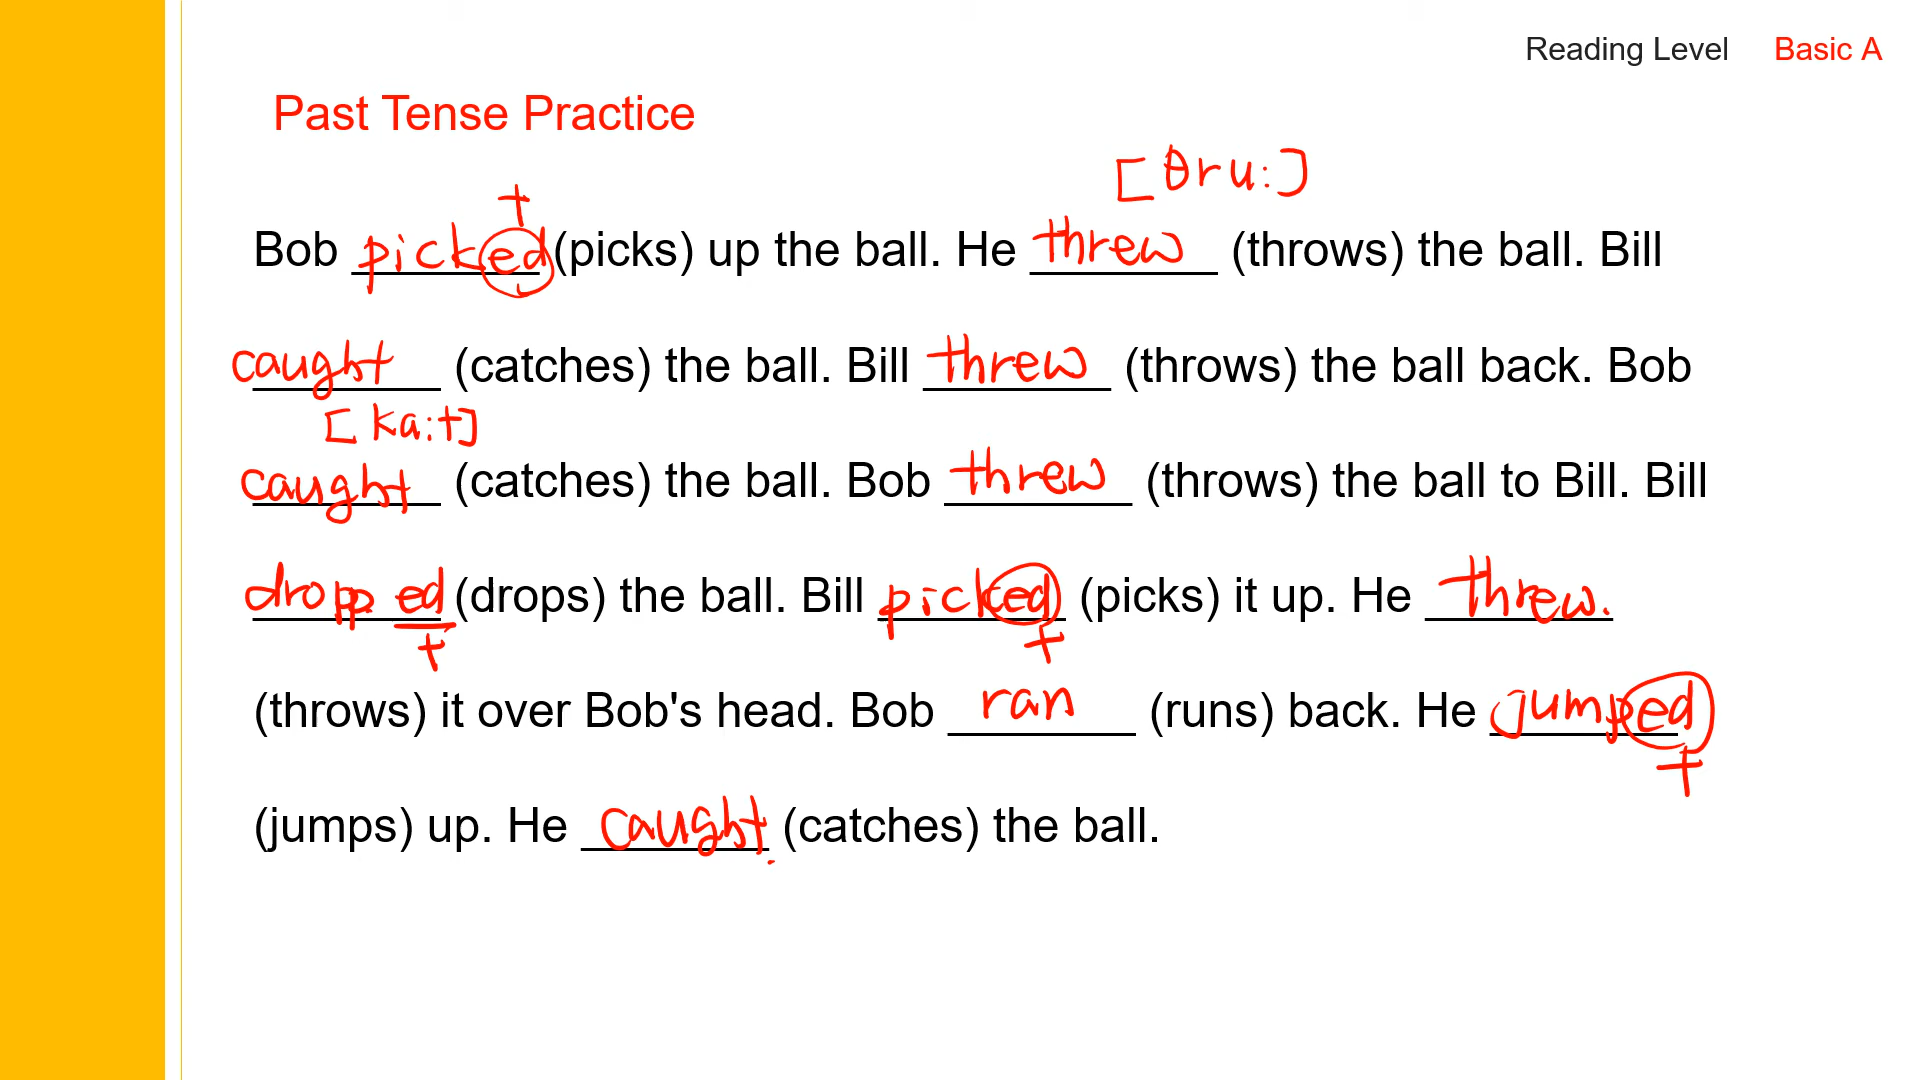 Reading Level Basic A
Past Tense Practice
[θru:]
t
Bob picked (picks) up the ball. He threw (throws) the ball. Bill
caught (catches) the ball. Bill threw (throws) the ball back. Bob
[ka:t]
caught (catches) the ball. Bob threw (throws) the ball to Bill. Bill
dropped (drops) the ball. Bill picked (picks) it up. He threw.
t t
(throws) it over Bob's head. Bob ran (runs) back. He jumped
t
(jumps) up. He caught. (catches) the ball.